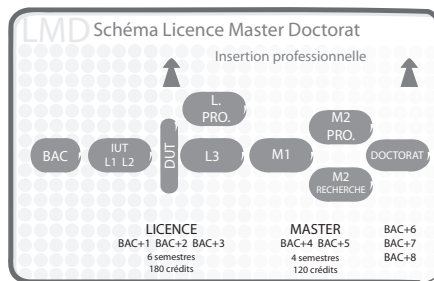 LMD Schéma Licence Master Doctorat
Insertion professionnelle
L.
PRO.
M2
PRO.
BAC
IUT
L1 L2
DUT
L3
M1
DOCTORAT
M2
RECHERCHE
LICENCE
BAC+1 BAC+2 BAC+3
6 semestres
180 crédits
MASTER
BAC+4 BAC+5
4 semestres
120 crédits
BAC+6
BAC+7
BAC+8